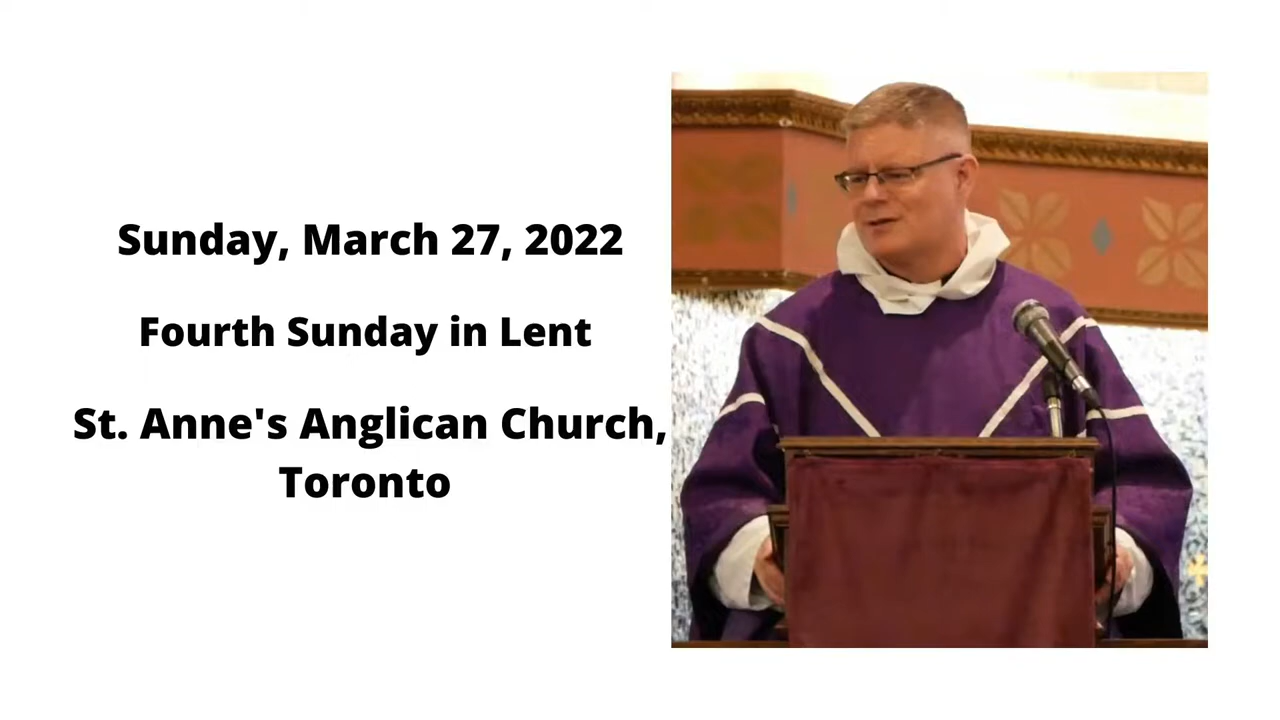 Sunday, March 27, 2022
Fourth Sunday in Lent
St. Anne's Anglican Church,
Toronto